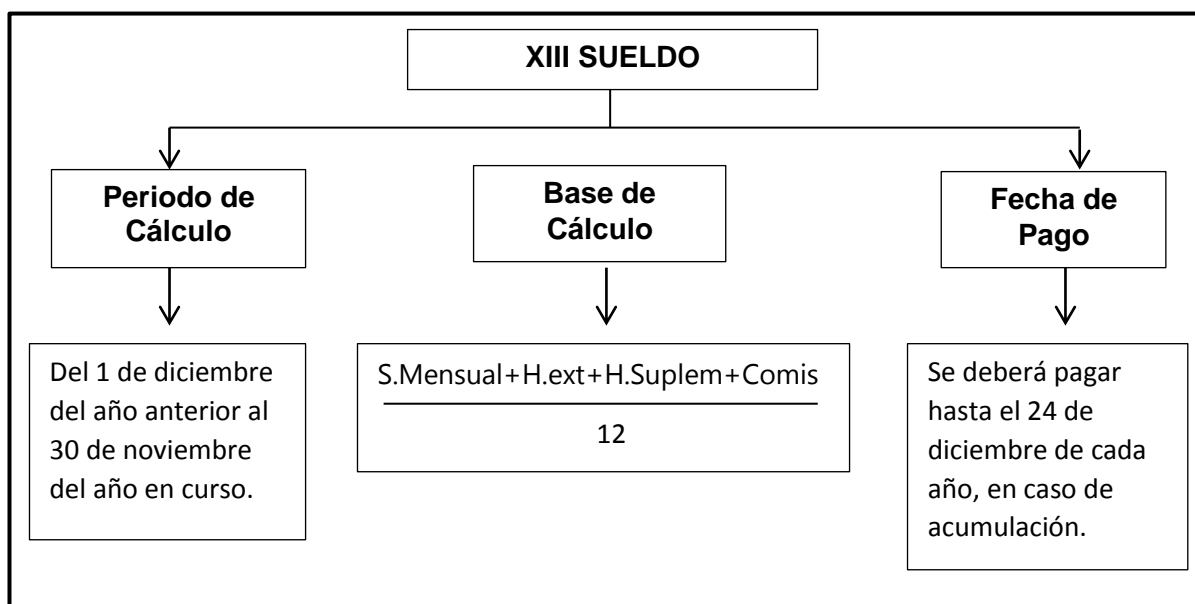 XIII SUELDO
Periodo de
Cálculo
Base de
Cálculo
Fecha de
Pago
Del 1 de diciembre
del año anterior al
30 de noviembre
del año en curso.
S.Mensual+H.ext+H.Suplem+Comis
12
Se deberá pagar
hasta el 24 de
diciembre de cada
año, en caso de
acumulación.